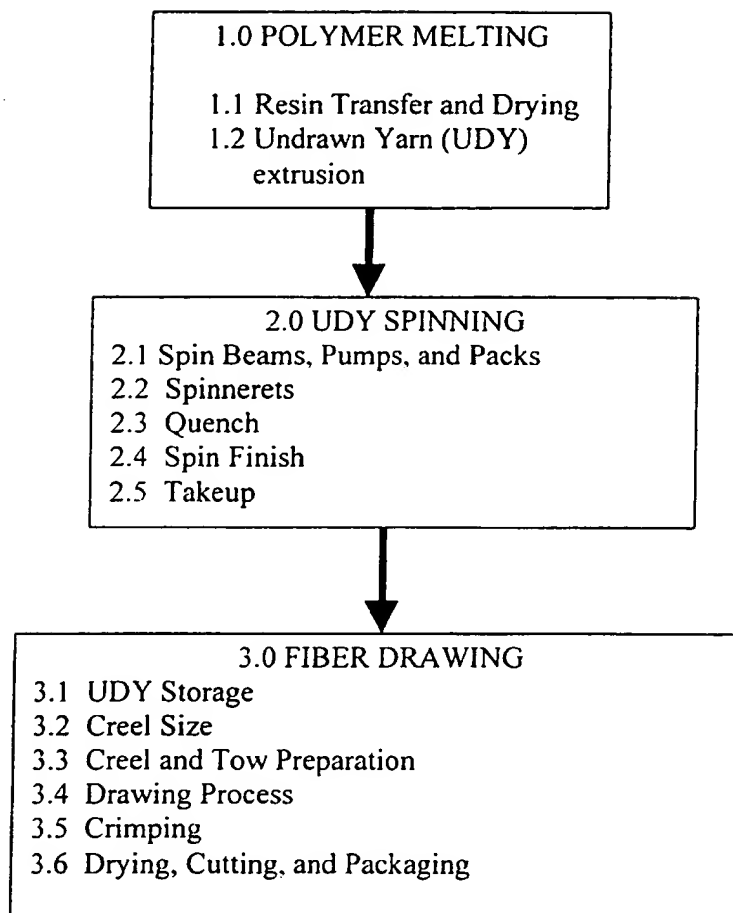 1.0 POLYMER MELTING
1.1 Resin Transfer and Drying
1.2 Undrawn Yarn (UDY)
extrusion
2.0 UDY SPINNING
2.1 Spin Beams, Pumps, and Packs
2.2 Spinnerets
2.3 Quench
2.4 Spin Finish
2.5 Takeup
3.0 FIBER DRAWING
3.1 UDY Storage
3.2 Creel Size
3.3 Creel and Tow Preparation
3.4 Drawing Process
3.5 Crimping
3.6 Drying, Cutting, and Packaging